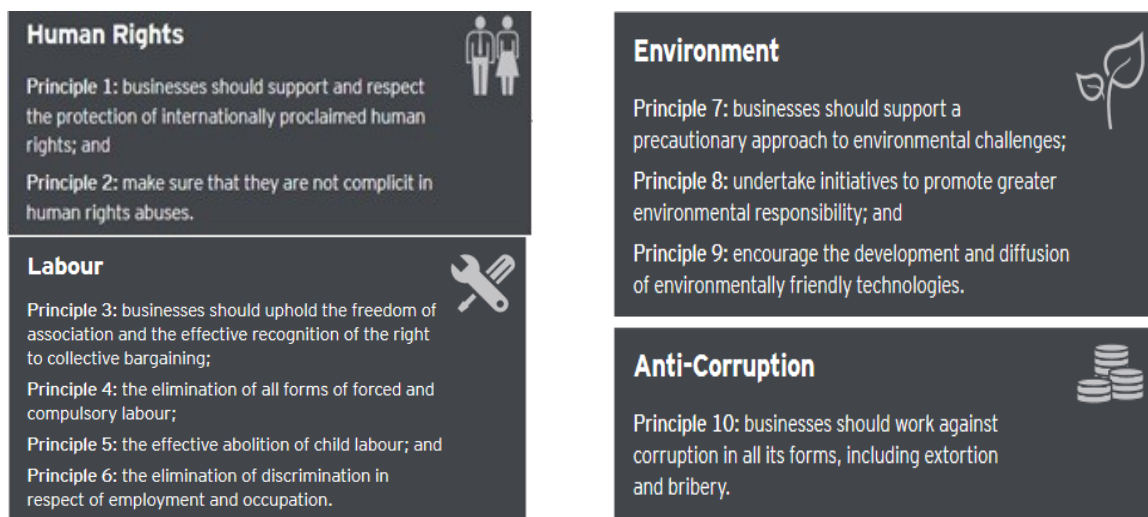 Human Rights
Principle 1: businesses should support and respect
the protection of internationally proclaimed human
rights; and
Principle 2: make sure that they are not complicit in
human rights abuses.
Labour
Principle 3: businesses should uphold the freedom of
association and the effective recognition of the right
to collective bargaining;
Principle 4: the elimination of all forms of forced and
compulsory labour;
Principle 5: the effective abolition of child labour; and
Principle 6: the elimination of discrimination in
respect of employment and occupation.
Environment
Principle 7: businesses should support a
precautionary approach to environmental challenges;
Principle 8: undertake initiatives to promote greater
environmental responsibility; and
Principle 9: encourage the development and diffusion
of environmentally friendly technologies.
Anti-Corruption
Principle 10: businesses should work against
corruption in all its forms, including extortion
and bribery.